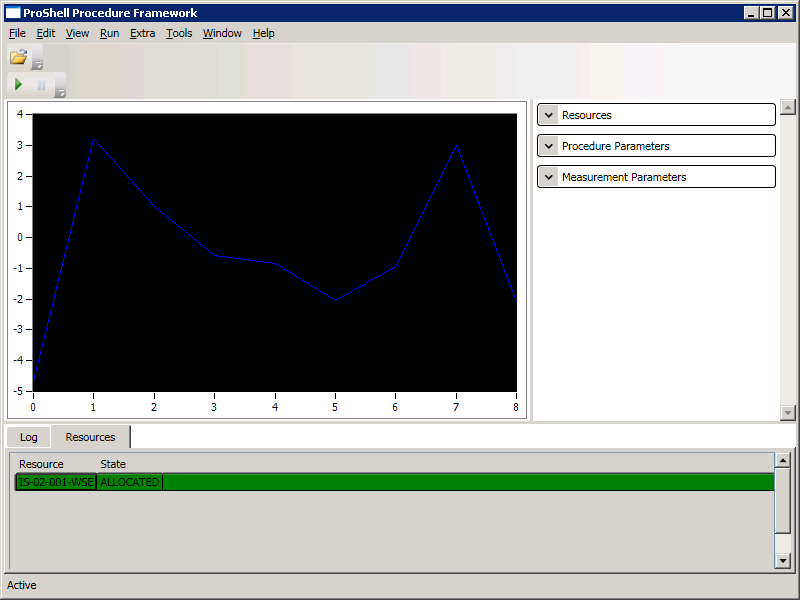 ProShell Procedure Framework
File Edit View Run Extra Tools Window Help
4
3
2
1
0
-1
-2
-3
-4
-5
0 1 2 3 4 5 6 7 8
Resources
Procedure Parameters
Measurement Parameters
Log Resources
Resource State
IS-02-001-WSE ALLOCATED
Active